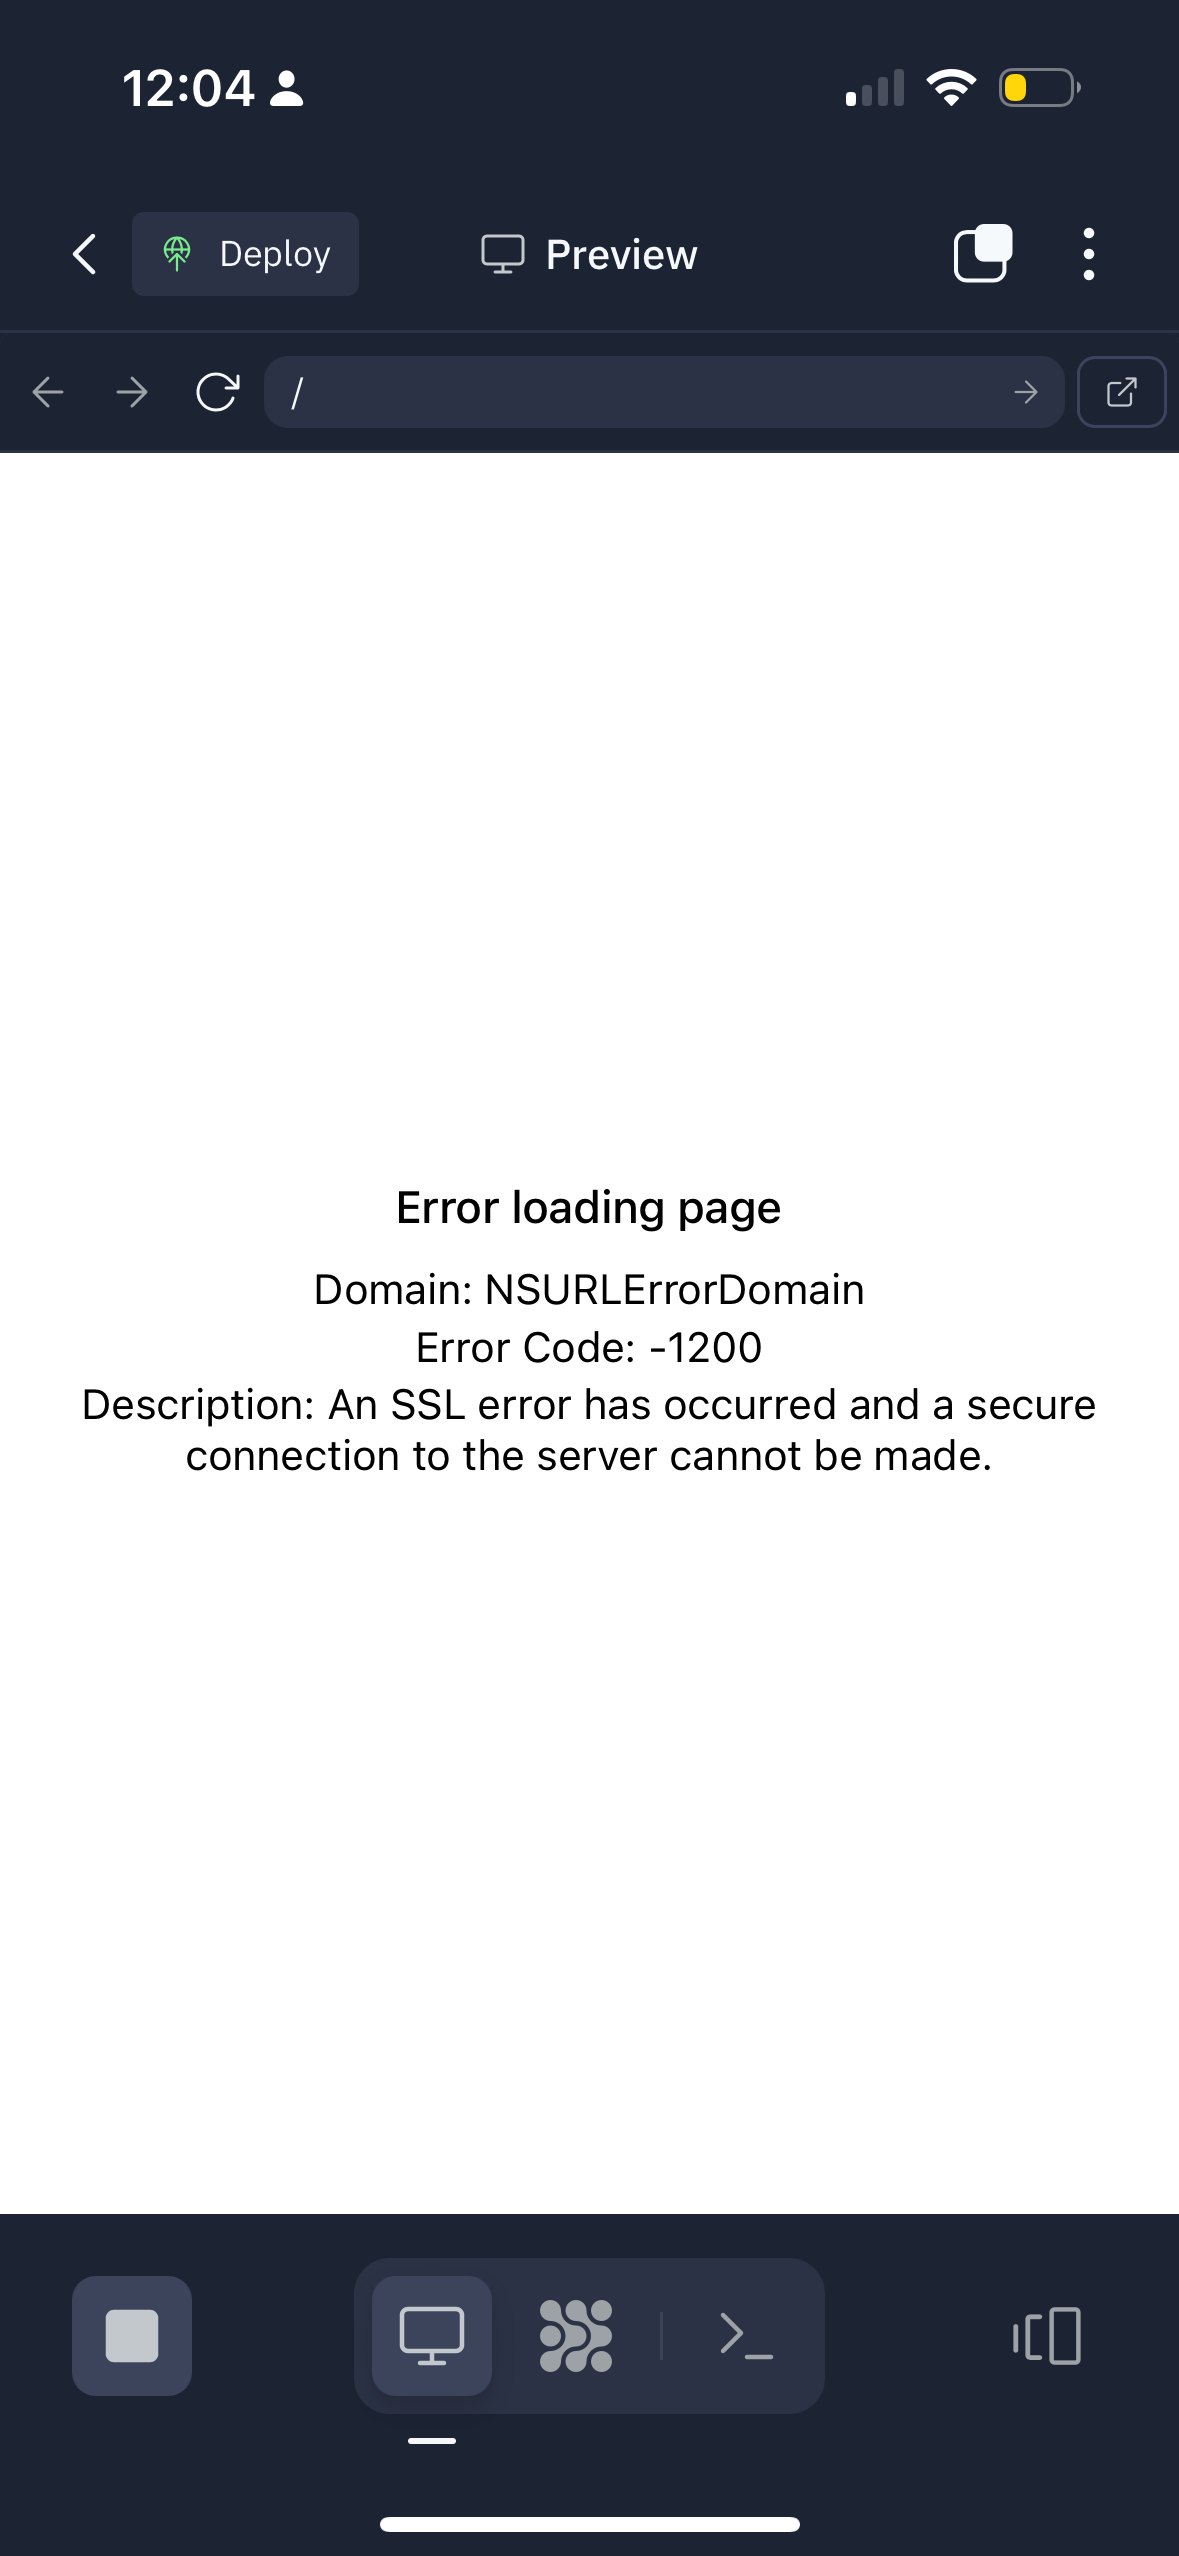 12:04
Deploy
Preview
/
Error loading page
Domain: NSURLErrorDomain
Error Code: -1200
Description: An SSL error has occurred and a secure
connection to the server cannot be made.